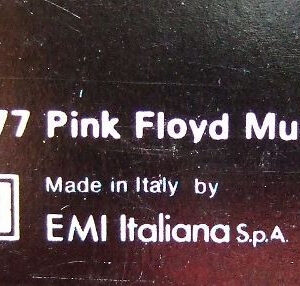 77 Pink Floyd Mu
Made in Italy by
EMI Italiana S.p.A.